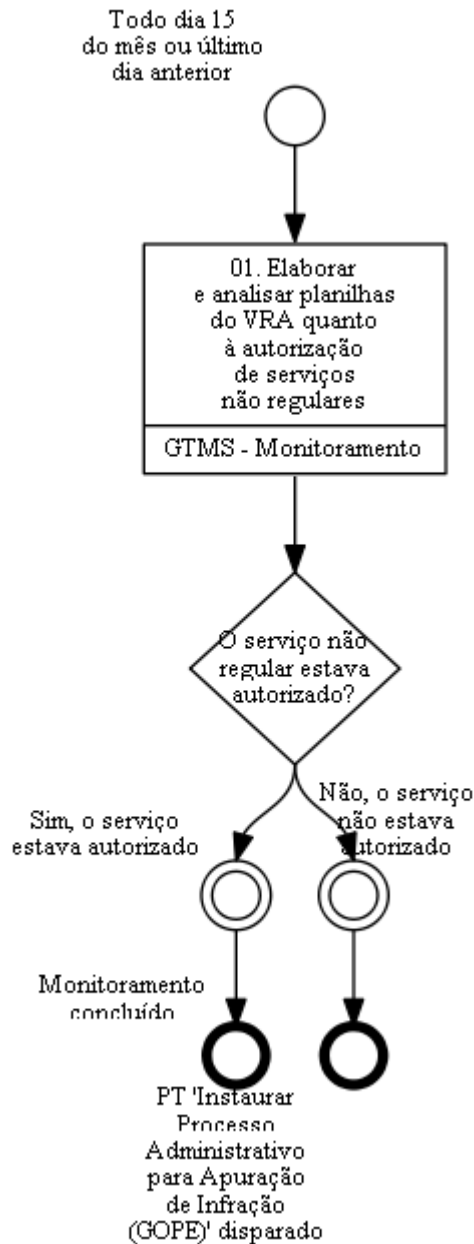 Todo dia 15
do mês ou último
dia anterior
01. Elaborar
e analisar planilhas
do VRA quanto
à autorização
de serviços
não regulares
GTMS - Monitoramento
O serviço não
regular estava
autorizado?
Sim, o serviço
estava autorizado
Não, o serviço
não estava
autorizado
Monitoramento
concluído
PT 'Instaurar
Processo
Administrativo
para Apuração
de Infração
(GOPE)' disparado